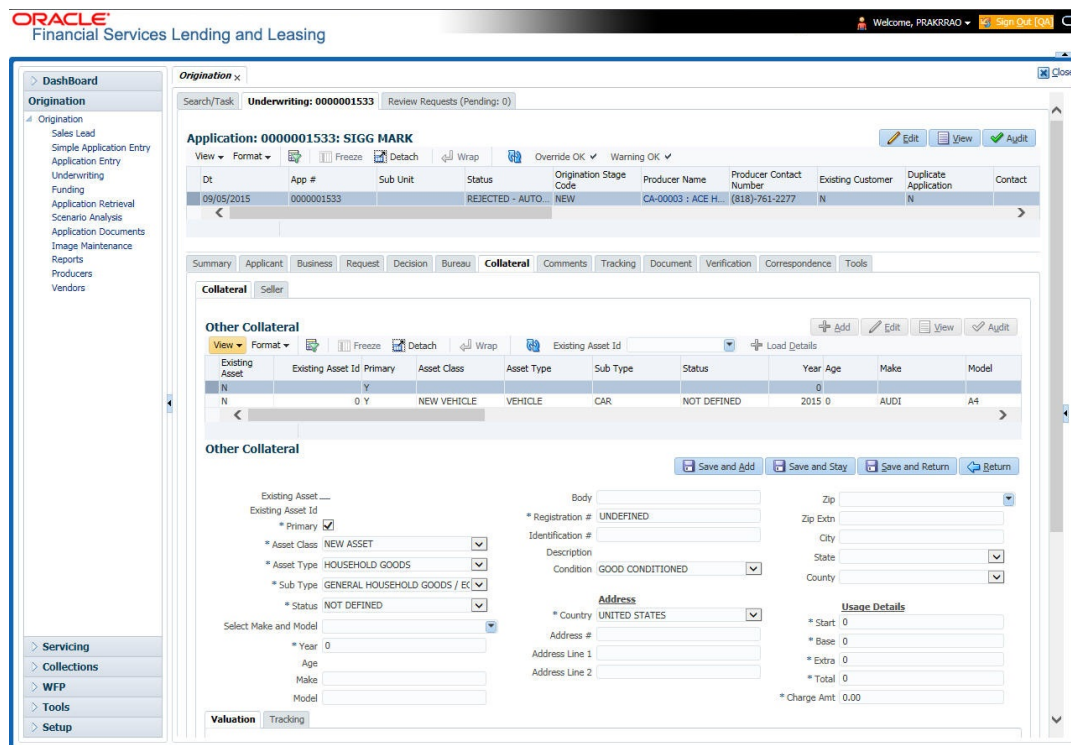 ORACLE
Financial Services Lending and Leasing
Welcome, PRAKRRAO
Sign Out [QA]
DashBoard
Origination
Origination
Sales Lead
Simple Application Entry
Application Entry
Underwriting
Funding
Application Retrieval
Scenario Analysis
Application Documents
Image Maintenance
Reports
Producers
Vendors
Servicing
Collections
WFP
Tools
Setup
Origination x
Close
Search/Task Underwriting: 0000001533 Review Requests (Pending: 0)
Application: 0000001533: SIGG MARK
Edit View Audit
View Format Freeze Detach Wrap Override OK Warning OK
Dt App # Sub Unit Status Origination Stage Code Producer Name Producer Contact Number Existing Customer Duplicate Application Contact
09/05/2015 0000001533 REJECTED - AUTO... NEW CA-00003 : ACE H... (818)-761-2277 N N
Summary Applicant Business Request Decision Bureau Collateral Comments Tracking Document Verification Correspondence Tools
Collateral Seller
Other Collateral
Add Edit View Audit
View Format Freeze Detach Wrap Existing Asset Id Load Details
Existing Asset Existing Asset Id Primary Asset Class Asset Type Sub Type Status Year Age Make Model
N Y 0
N 0 Y NEW VEHICLE VEHICLE CAR NOT DEFINED 2015 0 AUDI A4
Other Collateral
Save and Add Save and Stay Save and Return Return
Existing Asset
Existing Asset Id
* Primary
* Asset Class NEW ASSET
* Asset Type HOUSEHOLD GOODS
* Sub Type GENERAL HOUSEHOLD GOODS / EC
* Status NOT DEFINED
Select Make and Model
* Year 0
Age
Make
Model
Body
* Registration # UNDEFINED
Identification #
Description
Condition GOOD CONDITIONED
Address
* Country UNITED STATES
Address #
Address Line 1
Address Line 2
Zip
Zip Extn
City
State
County
Usage Details
* Start 0
* Base 0
* Extra 0
* Total 0
* Charge Amt 0.00
Valuation Tracking